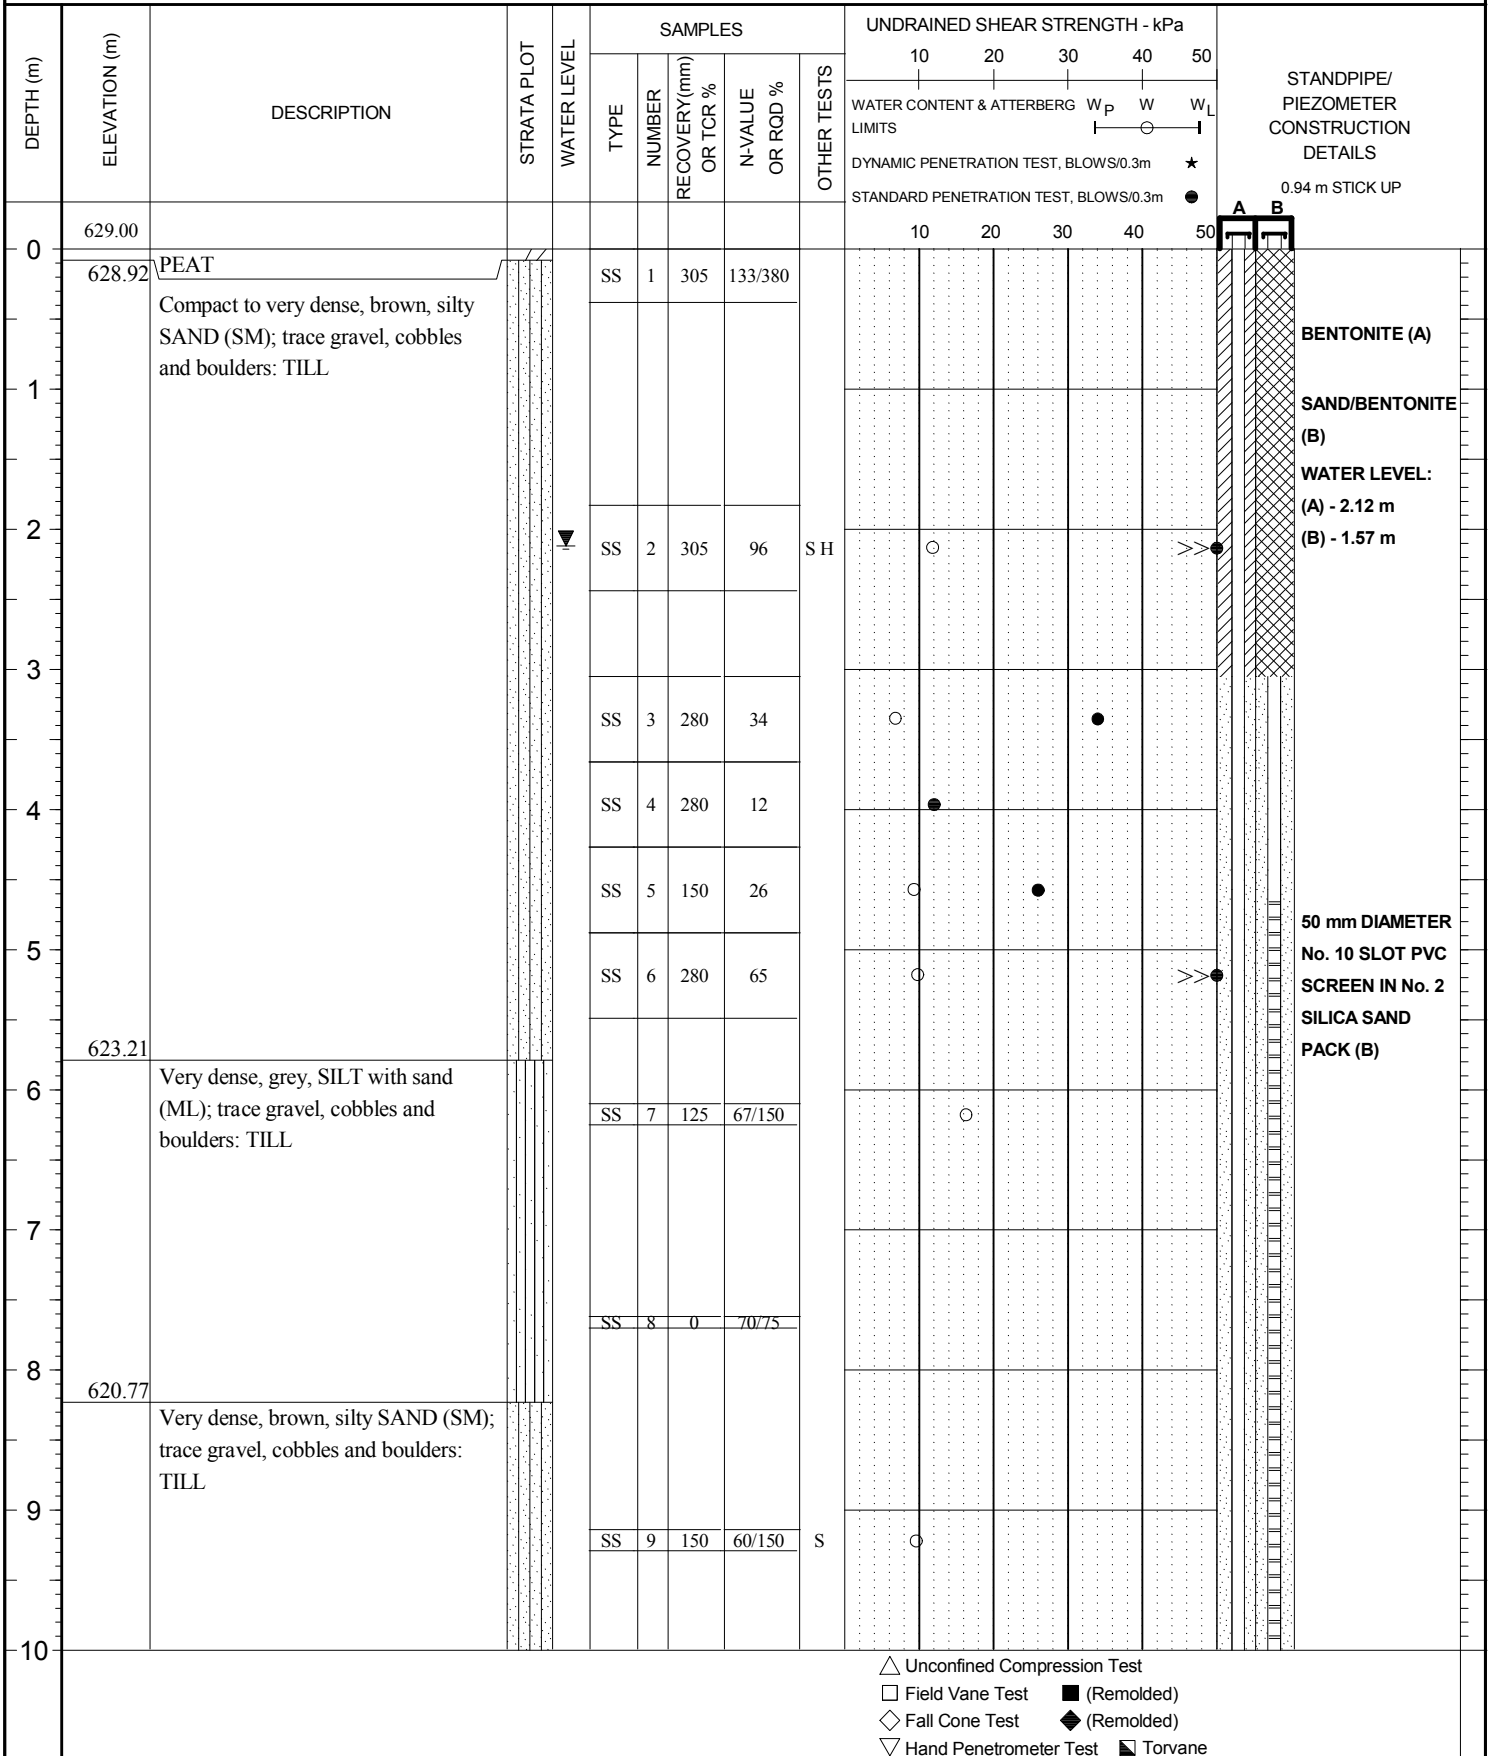 DEPTH (m)
ELEVATION (m)
DESCRIPTION
STRATA PLOT
WATER LEVEL
SAMPLES
TYPE
NUMBER
RECOVERY(mm)
OR TCR %
N-VALUE
OR RQD %
OTHER TESTS
UNDRAINED SHEAR STRENGTH - kPa
10 20 30 40 50
WATER CONTENT & ATTERBERG WP W WL
LIMITS
DYNAMIC PENETRATION TEST, BLOWS/0.3m ★
STANDARD PENETRATION TEST, BLOWS/0.3m ●
10 20 30 40 50
STANDPIPE/
PIEZOMETER
CONSTRUCTION
DETAILS
0.94 m STICK UP
A B
629.00
0
628.92 PEAT
SS 1 305 133/380
Compact to very dense, brown, silty
SAND (SM); trace gravel, cobbles
and boulders: TILL
BENTONITE (A)
1
SAND/BENTONITE
(B)
WATER LEVEL:
(A) - 2.12 m
(B) - 1.57 m
2
SS 2 305 96 S H
>>
3
SS 3 280 34
4
SS 4 280 12
SS 5 150 26
50 mm DIAMETER
No. 10 SLOT PVC
SCREEN IN No. 2
SILICA SAND
PACK (B)
5
SS 6 280 65
>>
623.21
Very dense, grey, SILT with sand
(ML); trace gravel, cobbles and
boulders: TILL
6
SS 7 125 67/150
7
SS 8 0 70/75
8
620.77
Very dense, brown, silty SAND (SM);
trace gravel, cobbles and boulders:
TILL
9
SS 9 150 60/150 S
10
△ Unconfined Compression Test
□ Field Vane Test ■ (Remolded)
◇ Fall Cone Test ◆ (Remolded)
▽ Hand Penetrometer Test ◣ Torvane